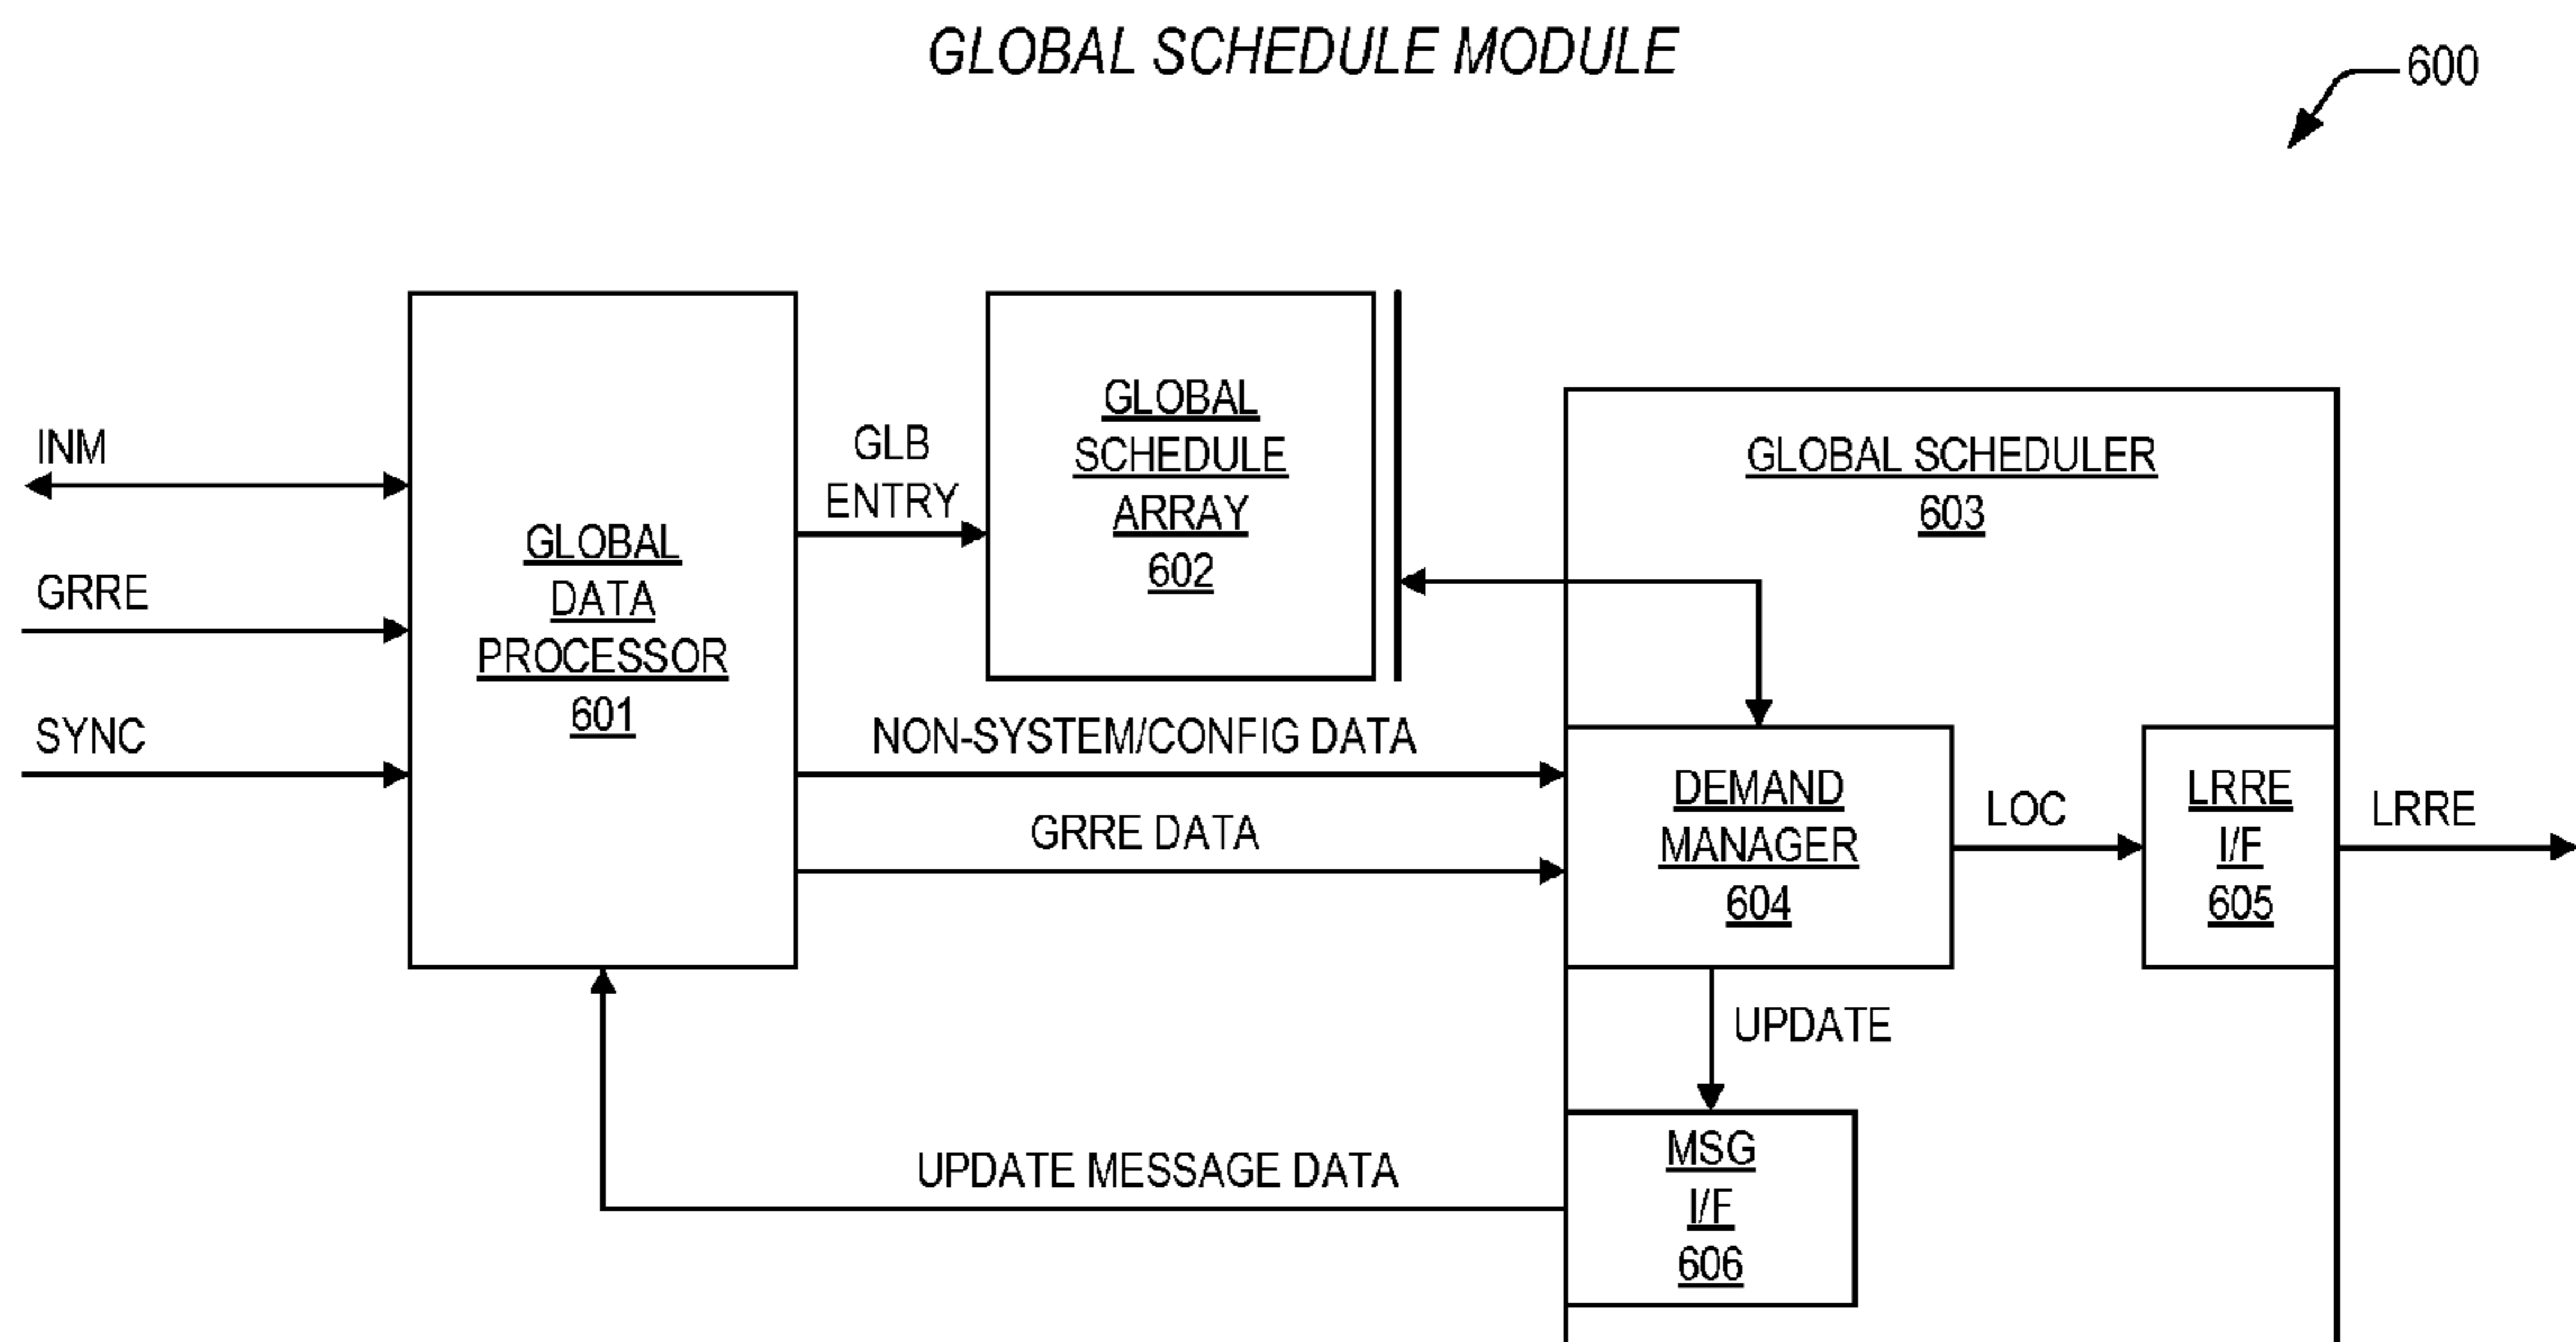 GLOBAL SCHEDULE MODULE
600
INM
GRRE
SYNC
GLOBAL
DATA
PROCESSOR
601
GLB
ENTRY
GLOBAL
SCHEDULE
ARRAY
602
GLOBAL SCHEDULER
603
NON-SYSTEM/CONFIG DATA
GRRE DATA
DEMAND
MANAGER
604
LOC
LRRE
I/F
605
LRRE
UPDATE
MSG
I/F
606
UPDATE MESSAGE DATA